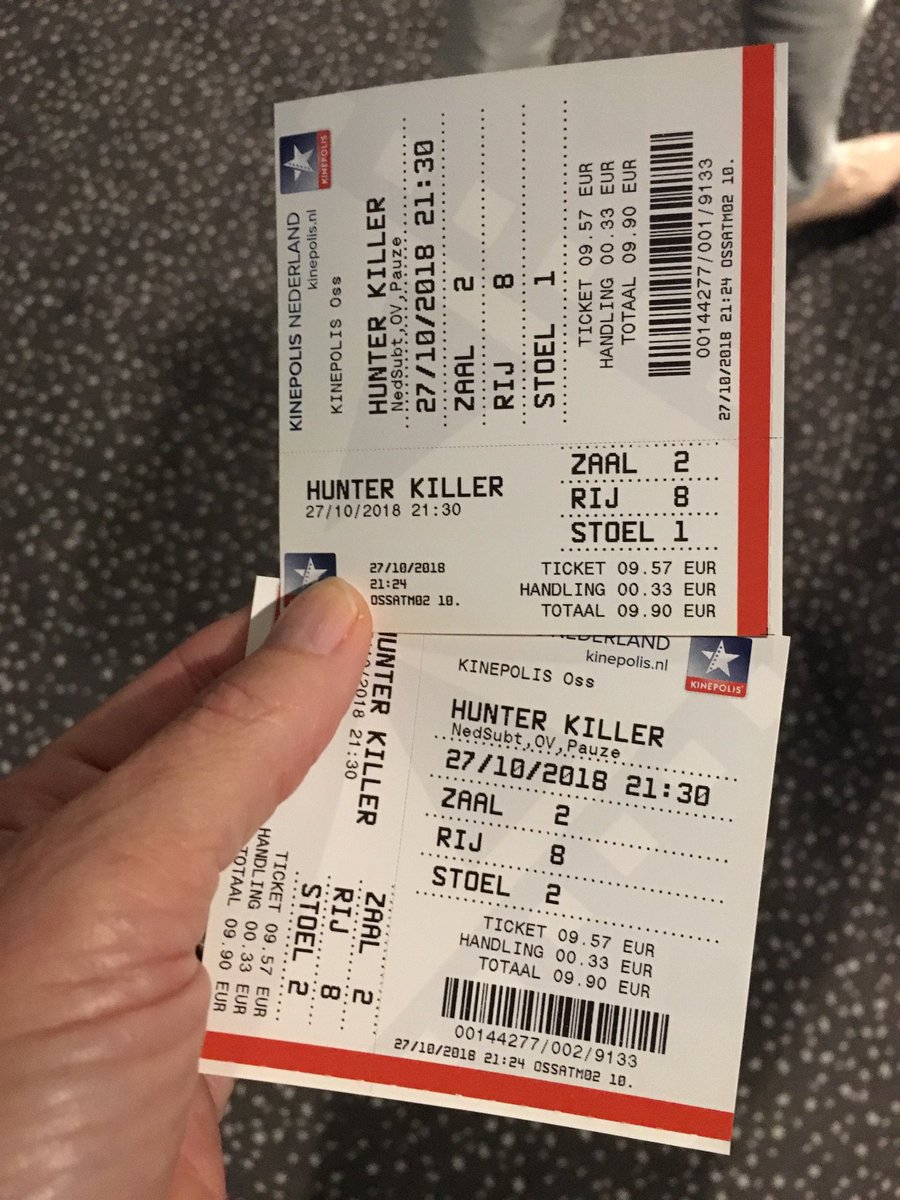 KINEPOLIS
KINEPOLIS NEDERLAND
kinepolis.nl
KINEPOLIS Oss
HUNTER KILLER
NedSubt,OV,Pauze
27/10/2018 21:30
ZAAL 2
RIJ 8
STOEL 1
TICKET 09.57 EUR
HANDLING 00.33 EUR
TOTAAL 09.90 EUR
00144277/001/9133
27/10/2018 21:24 OSSATM02 10.
HUNTER KILLER
27/10/2018 21:30
ZAAL 2
RIJ 8
STOEL 1
27/10/2018
21:24
OSSATM02 10.
TICKET 09.57 EUR
HANDLING 00.33 EUR
TOTAAL 09.90 EUR
NEDERLAND
kinepolis.nl
KINEPOLIS
KINEPOLIS Oss
HUNTER KILLER
NedSubt,OV,Pauze
27/10/2018 21:30
ZAAL 2
RIJ 8
STOEL 2
TICKET 09.57 EUR
HANDLING 00.33 EUR
TOTAAL 09.90 EUR
00144277/002/9133
27/10/2018 21:24 OSSATM02 10.
HUNTER KILLER
/2018 21:30
ZAAL 2
RIJ 8
STOEL 2
TICKET 09.57 EUR
HANDLING 00.33 EUR
TOTAAL 09.90 EUR